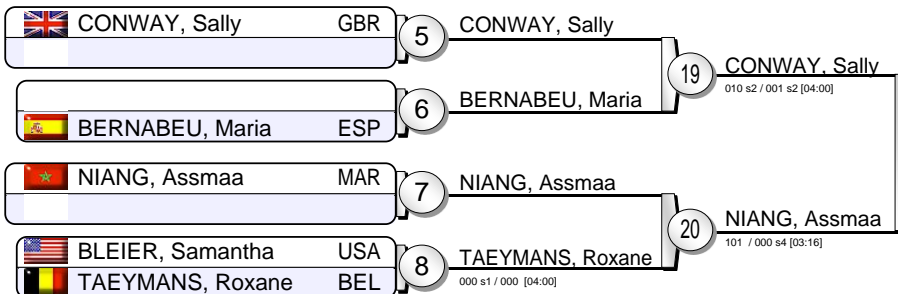 CONWAY, Sally GBR
5
CONWAY, Sally
19
CONWAY, Sally
010 s2 / 001 s2 [04:00]
6
BERNABEU, Maria
BERNABEU, Maria ESP
NIANG, Assmaa MAR
7
NIANG, Assmaa
20
NIANG, Assmaa
101 / 000 s4 [03:16]
BLEIER, Samantha USA
8
TAEYMANS, Roxane
000 s1 / 000 [04:00]
TAEYMANS, Roxane BEL